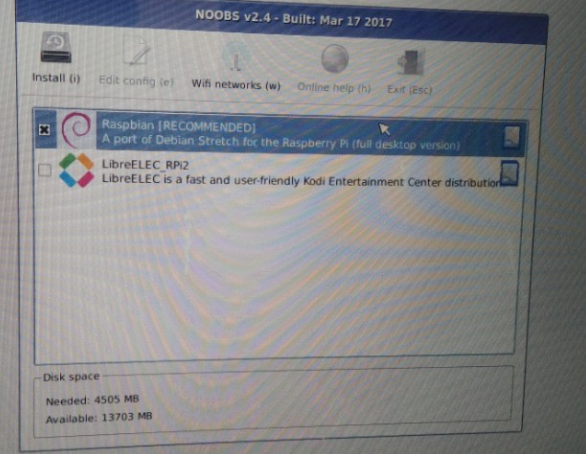 NOOBS v2.4 - Built: Mar 17 2017
Install (i) Edit config (e) Wifi networks (w) Online help (h) Exit (Esc)
Raspbian [RECOMMENDED]
A port of Debian Stretch for the Raspberry Pi (full desktop version)
LibreELEC_RPi2
LibreELEC is a fast and user-friendly Kodi Entertainment Center distribution
Disk space
Needed: 4505 MB
Available: 13703 MB